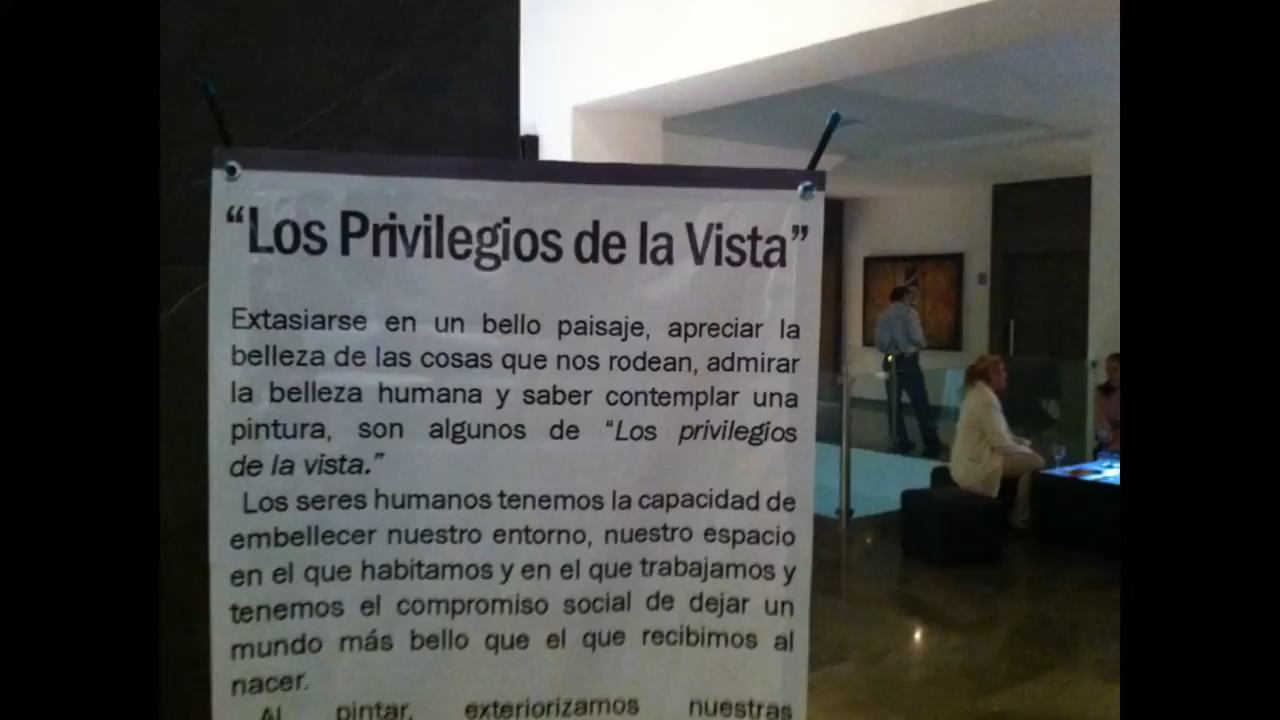 “Los Privilegios de la Vista”
Extasiarse en un bello paisaje, apreciar la
belleza de las cosas que nos rodean, admirar
la belleza humana y saber contemplar una
pintura, son algunos de “Los privilegios
de la vista.”
Los seres humanos tenemos la capacidad de
embellecer nuestro entorno, nuestro espacio
en el que habitamos y en el que trabajamos y
tenemos el compromiso social de dejar un
mundo más bello que el que recibimos al
nacer.
Al pintar, exteriorizamos nuestras